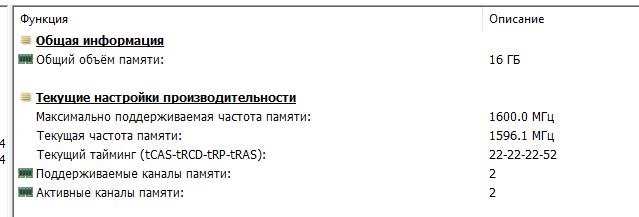 Функция Описание
Общая информация
Общий объём памяти: 16 ГБ
Текущие настройки производительности
Максимально поддерживаемая частота памяти: 1600.0 МГц
Текущая частота памяти: 1596.1 МГц
4 Текущий тайминг (tCAS-tRCD-tRP-tRAS): 22-22-22-52
4
Поддерживаемые каналы памяти: 2
Активные каналы памяти: 2